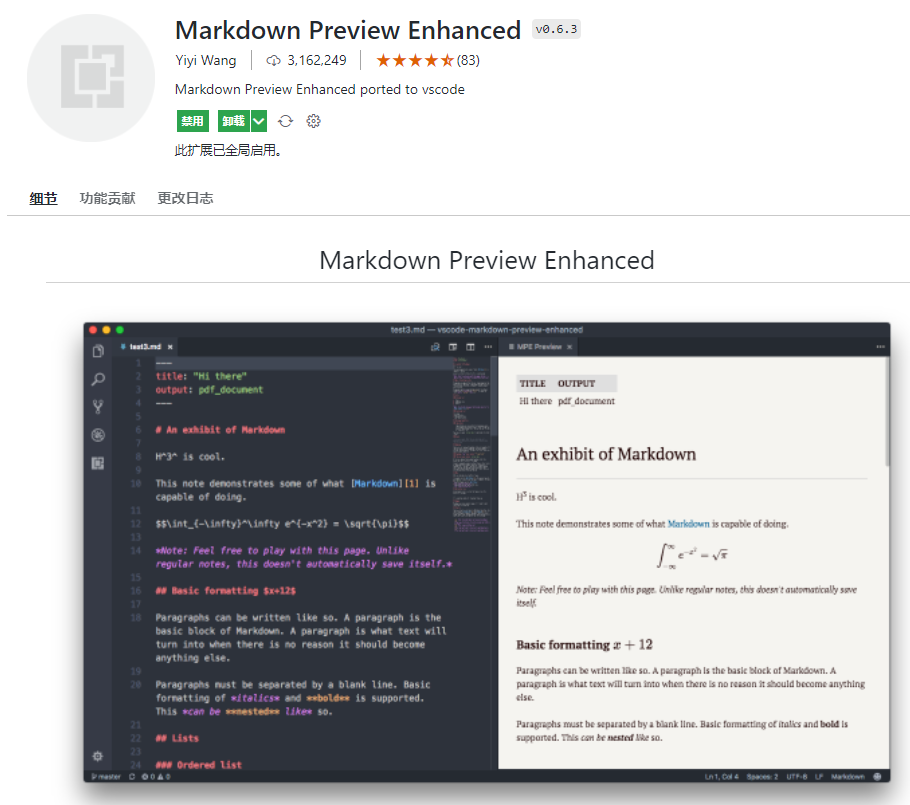 Markdown Preview Enhanced v0.6.3
Yiyi Wang 3,162,249 (83)
Markdown Preview Enhanced ported to vscode
禁用 卸载
此扩展已全局启用。
细节 功能贡献 更改日志
Markdown Preview Enhanced
test3.md — vscode-markdown-preview-enhanced
test3.md
1 ---
2 title: "Hi there"
3 output: pdf_document
4 ---
5
6 # An exhibit of Markdown
7
8 H^3^ is cool.
9
10 This note demonstrates some of what [Markdown][1] is
capable of doing.
11
12 $$\int_{-\infty}^\infty e^{-x^2} = \sqrt{\pi}$$
13
14 *Note: Feel free to play with this page. Unlike
regular notes, this doesn't automatically save itself.*
15
16 ## Basic formatting $x+12$
17
18 Paragraphs can be written like so. A paragraph is the
basic block of Markdown. A paragraph is what text will
turn into when there is no reason it should become
anything else.
19
20 Paragraphs must be separated by a blank line. Basic
formatting of *italics* and **bold** is supported.
This *can be **nested** like* so.
21
22 ## Lists
23
24 ### Ordered list
MPE Preview
TITLE OUTPUT
Hi there pdf_document
An exhibit of Markdown
H³ is cool.
This note demonstrates some of what Markdown is capable of doing.
∫_{-∞}^{∞} e^{-x²} = √π
Note: Feel free to play with this page. Unlike regular notes, this doesn't automatically save
itself.
Basic formatting x + 12
Paragraphs can be written like so. A paragraph is the basic block of Markdown. A
paragraph is what text will turn into when there is no reason it should become anything
else.
Paragraphs must be separated by a blank line. Basic formatting of italics and bold is
supported. This can be nested like so.
master 0 0 Ln 1, Col 4 Spaces: 2 UTF-8 LF Markdown